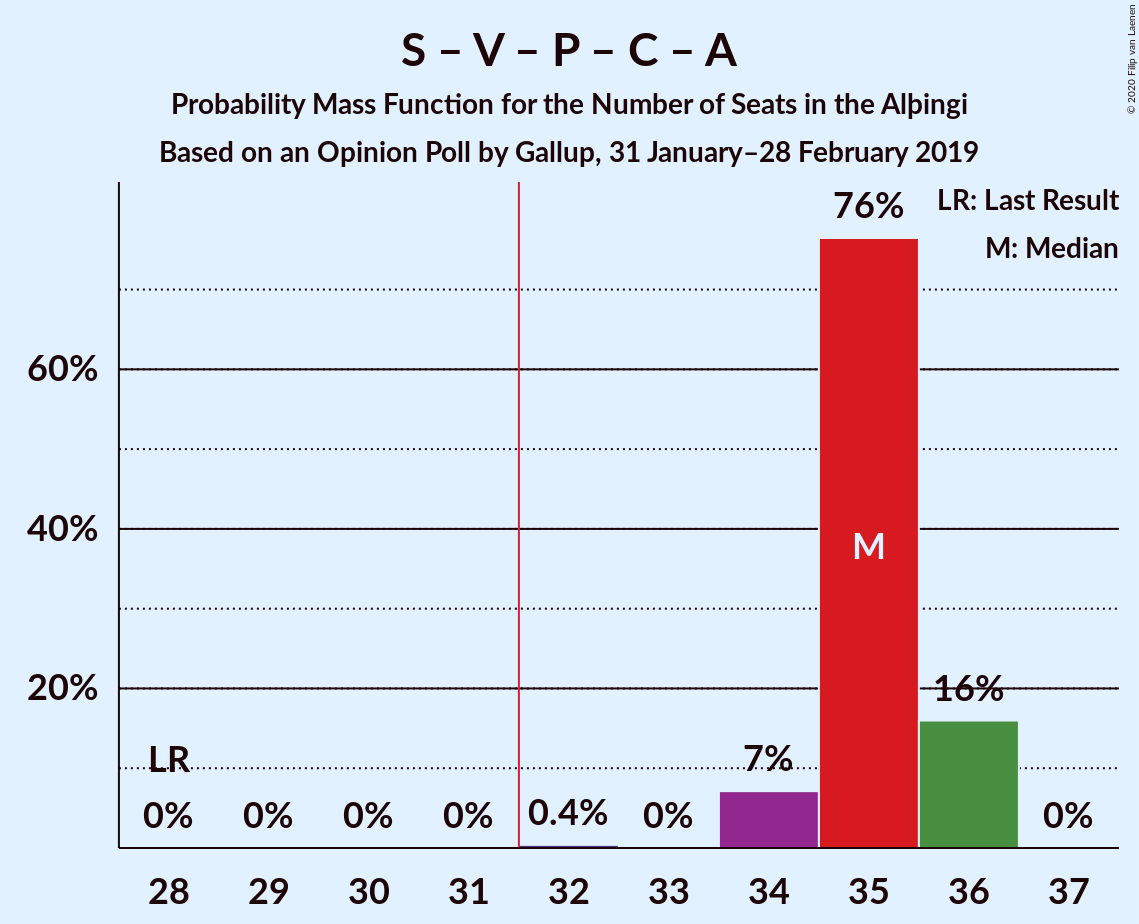 S – V – P – C – A
Probability Mass Function for the Number of Seats in the Alþingi
Based on an Opinion Poll by Gallup, 31 January–28 February 2019
© 2020 Filip van Laenen
LR: Last Result
M: Median
60%
40%
20%
LR
0%
0%
0%
0%
0.4%
0%
7%
76%
M
16%
0%
28 29 30 31 32 33 34 35 36 37